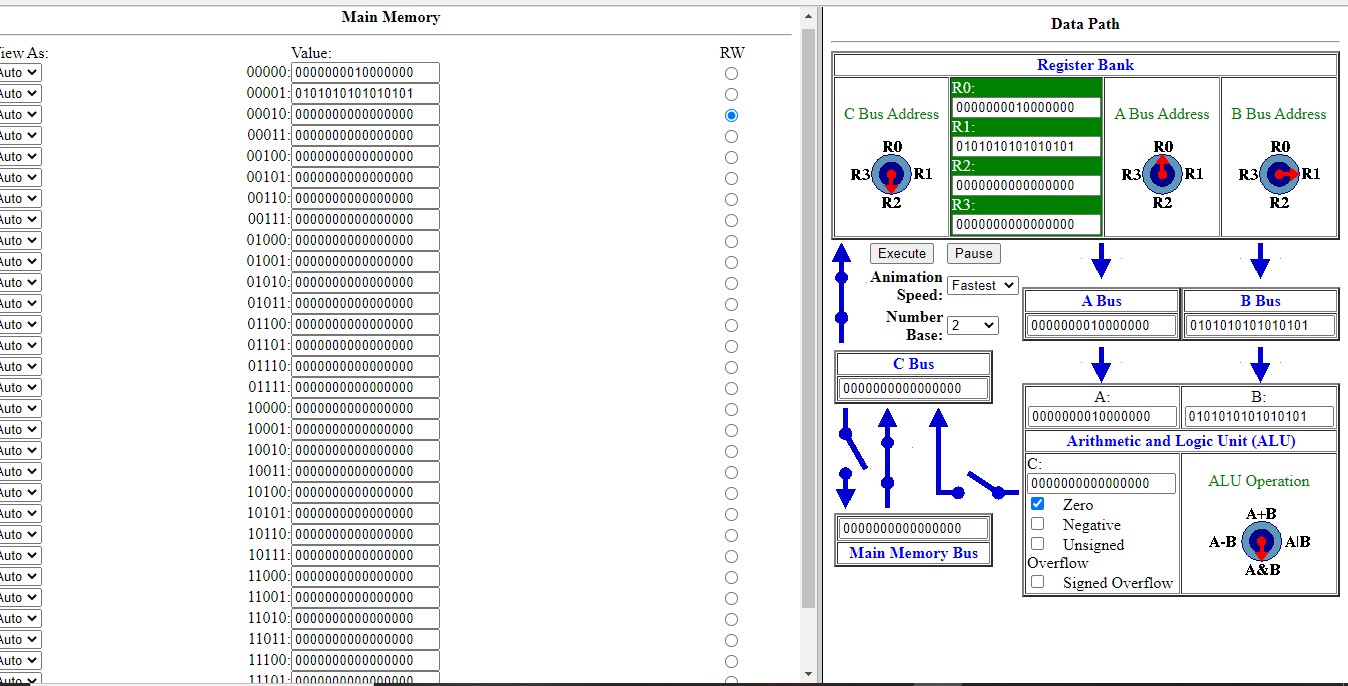 Main Memory
iew As: Value: RW
Auto 00000: 0000000010000000
Auto 00001: 0101010101010101
Auto 00010: 0000000000000000
Auto 00011: 0000000000000000
Auto 00100: 0000000000000000
Auto 00101: 0000000000000000
Auto 00110: 0000000000000000
Auto 00111: 0000000000000000
Auto 01000: 0000000000000000
Auto 01001: 0000000000000000
Auto 01010: 0000000000000000
Auto 01011: 0000000000000000
Auto 01100: 0000000000000000
Auto 01101: 0000000000000000
Auto 01110: 0000000000000000
Auto 01111: 0000000000000000
Auto 10000: 0000000000000000
Auto 10001: 0000000000000000
Auto 10010: 0000000000000000
Auto 10011: 0000000000000000
Auto 10100: 0000000000000000
Auto 10101: 0000000000000000
Auto 10110: 0000000000000000
Auto 10111: 0000000000000000
Auto 11000: 0000000000000000
Auto 11001: 0000000000000000
Auto 11010: 0000000000000000
Auto 11011: 0000000000000000
Auto 11100: 0000000000000000
Auto 11101: 0000000000000000
Data Path
Register Bank
C Bus Address
R0
R3 R1
R2
R0:
0000000010000000
R1:
0101010101010101
R2:
0000000000000000
R3:
0000000000000000
A Bus Address
R0
R3 R1
R2
B Bus Address
R0
R3 R1
R2
Execute Pause
Animation
Speed: Fastest
Number
Base: 2
A Bus
0000000010000000
B Bus
0101010101010101
C Bus
0000000000000000
A:
0000000010000000
B:
0101010101010101
Arithmetic and Logic Unit (ALU)
C:
0000000000000000
Zero
Negative
Unsigned
Overflow
Signed Overflow
ALU Operation
A+B
A-B A|B
A&B
0000000000000000
Main Memory Bus